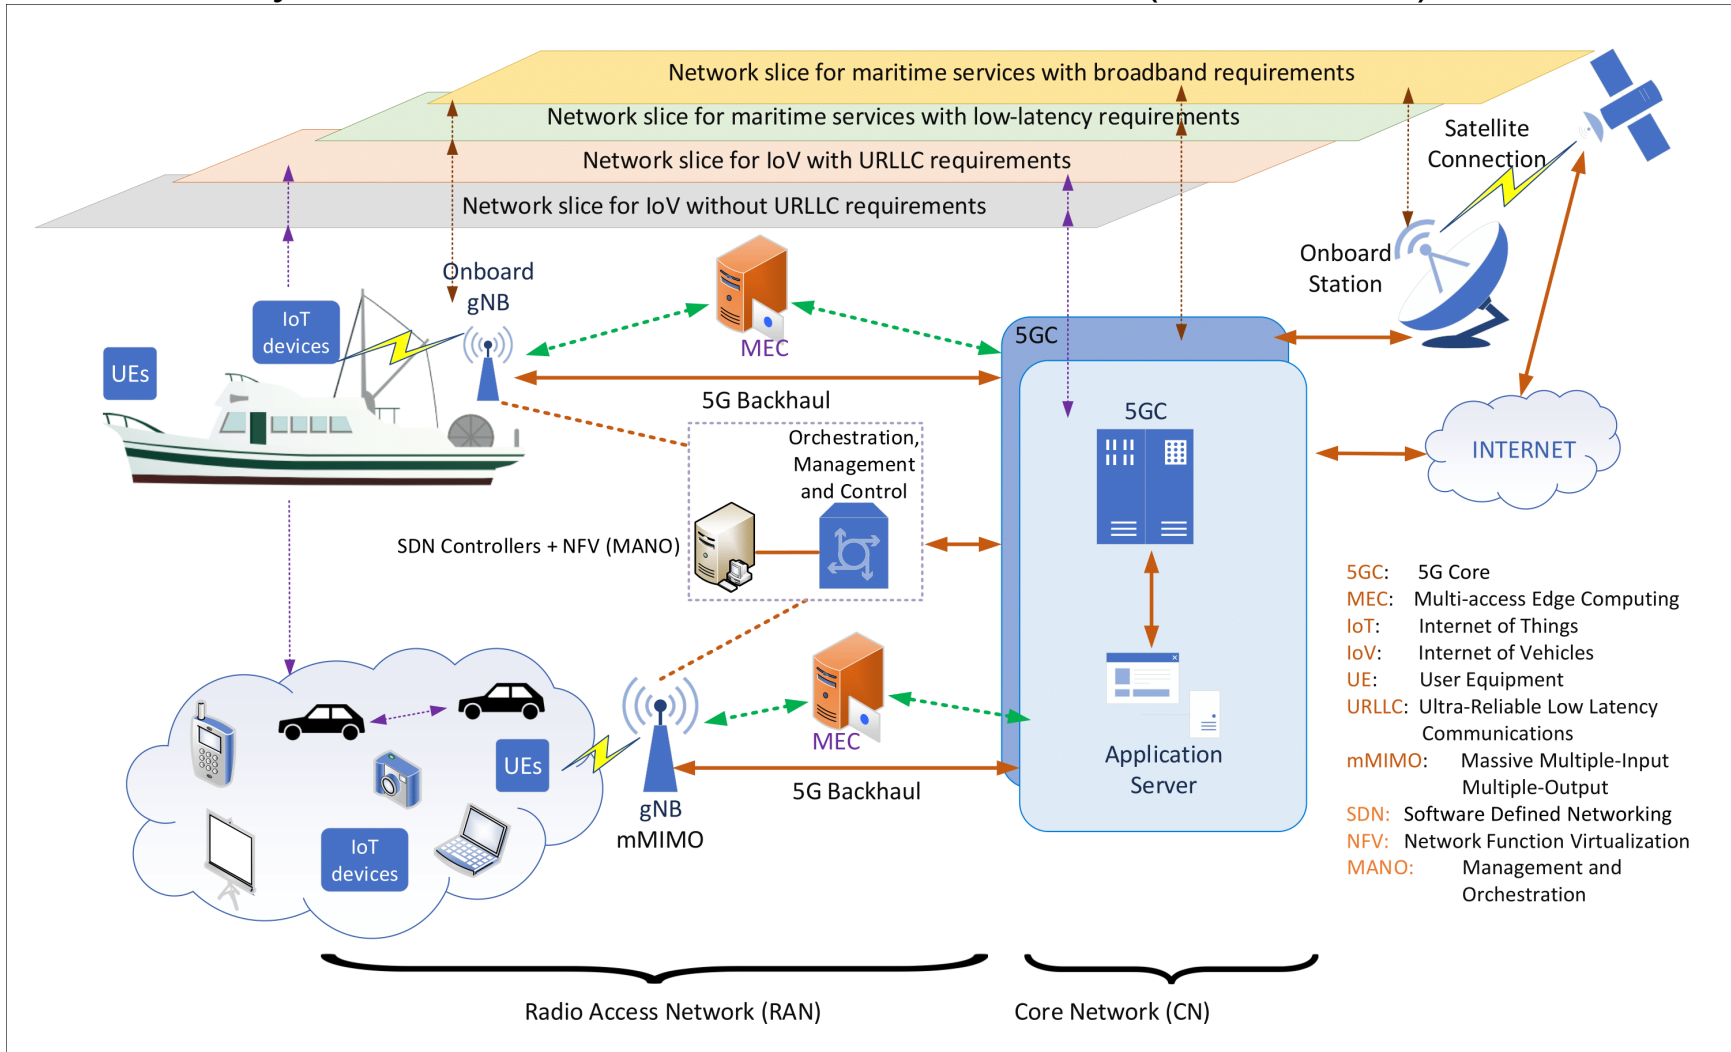 Network slice for maritime services with broadband requirements
Network slice for maritime services with low-latency requirements
Network slice for IoV with URLLC requirements
Network slice for IoV without URLLC requirements
Satellite
Connection
Onboard
Station
Onboard
gNB
IoT
devices
UEs
MEC
5G Backhaul
5GC
5GC
INTERNET
Orchestration,
Management
and Control
SDN Controllers + NFV (MANO)
UEs
IoT
devices
gNB
mMIMO
MEC
5G Backhaul
Application
Server
5GC: 5G Core
MEC: Multi-access Edge Computing
IoT: Internet of Things
IoV: Internet of Vehicles
UE: User Equipment
URLLC: Ultra-Reliable Low Latency
Communications
mMIMO: Massive Multiple-Input
Multiple-Output
SDN: Software Defined Networking
NFV: Network Function Virtualization
MANO: Management and
Orchestration
Radio Access Network (RAN)
Core Network (CN)